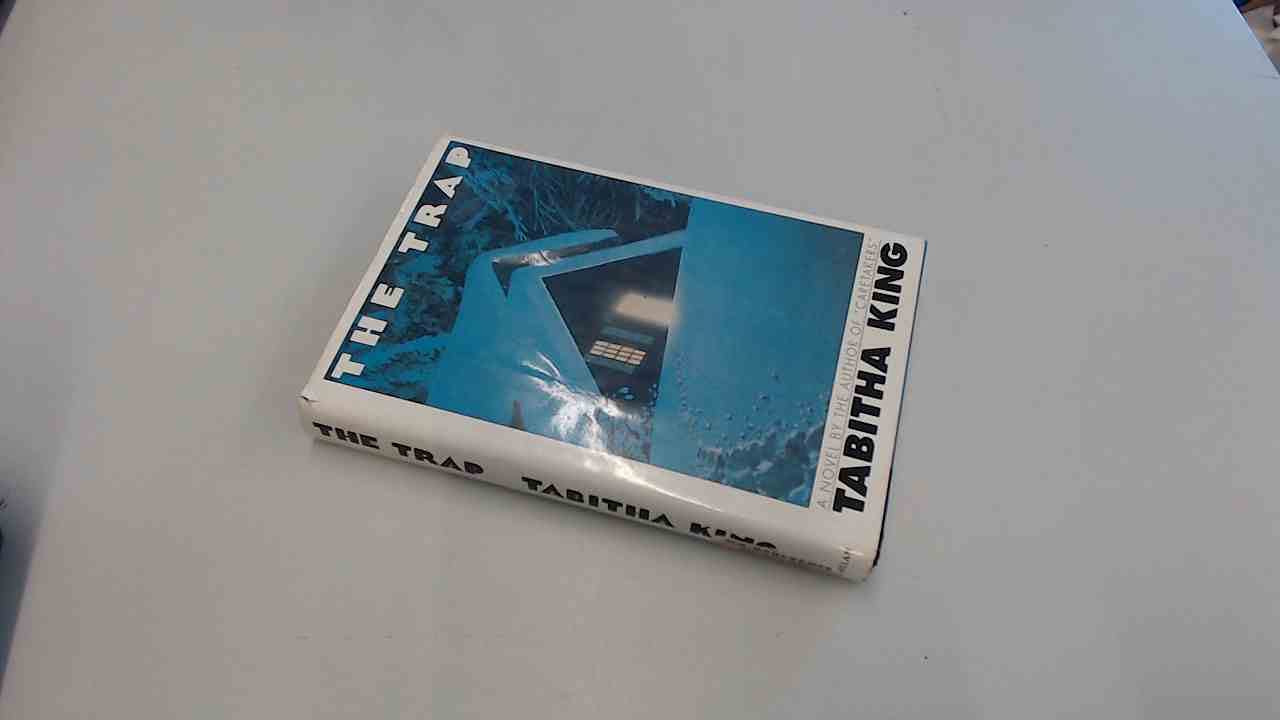 THE TRAP
A NOVEL BY THE AUTHOR OF "CARETAKERS"
TABITHA KING
THE TRAP TABITHA KING